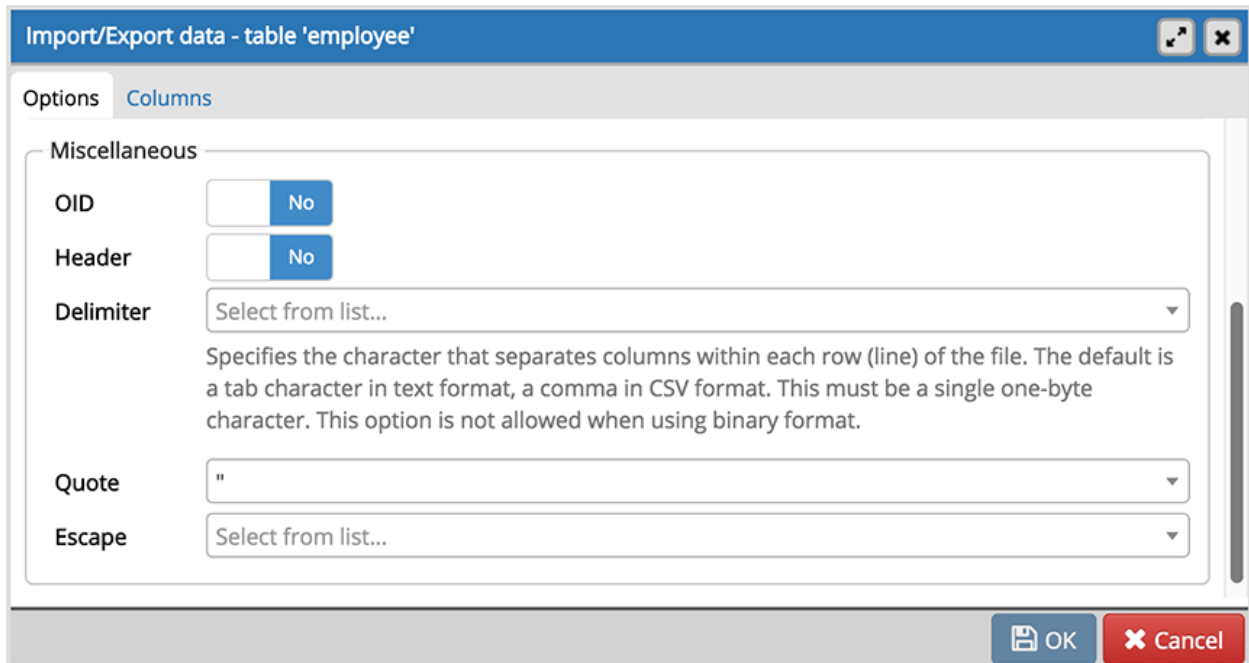 Import/Export data - table 'employee'
Options Columns
Miscellaneous
OID No
Header No
Delimiter Select from list...
Specifies the character that separates columns within each row (line) of the file. The default is
a tab character in text format, a comma in CSV format. This must be a single one-byte
character. This option is not allowed when using binary format.
Quote "
Escape Select from list...
OK Cancel